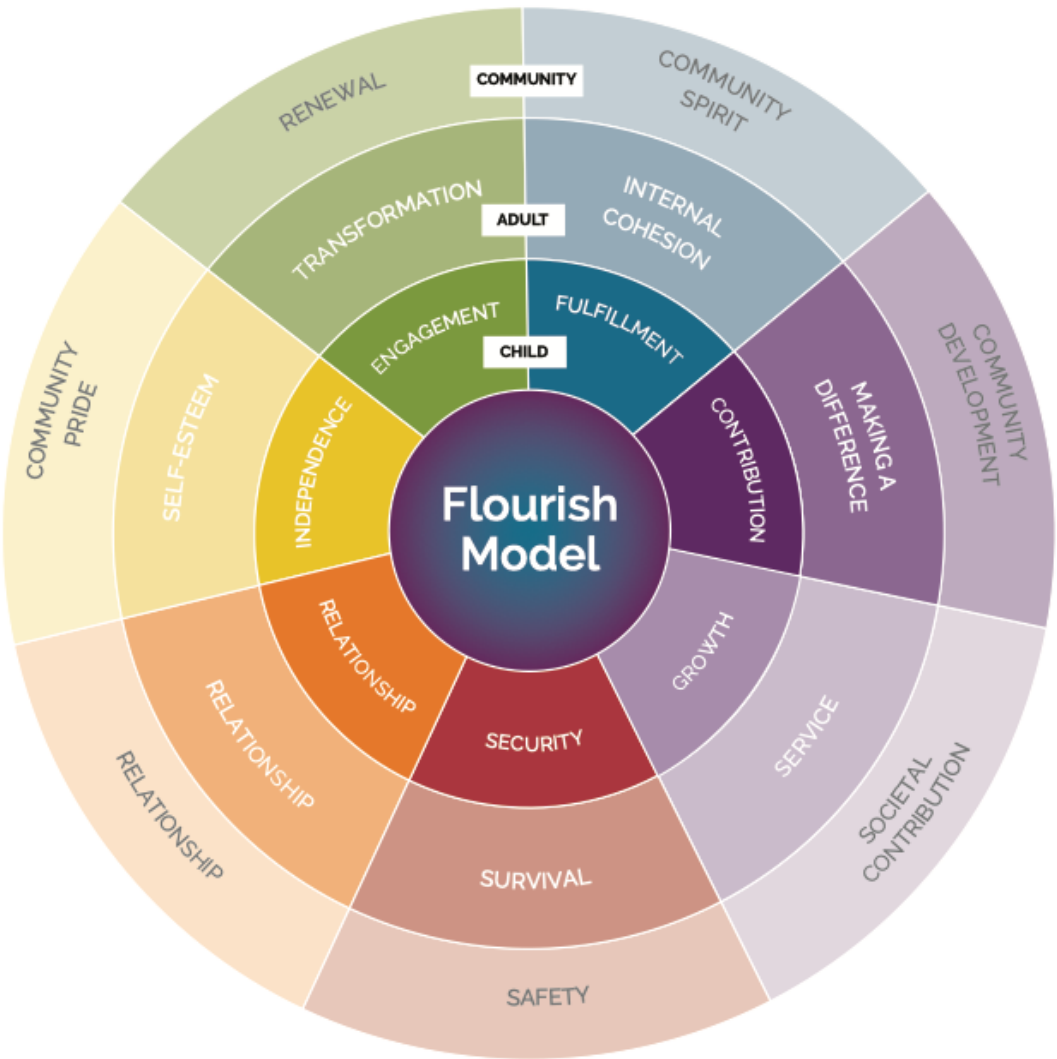 COMMUNITY
ADULT
CHILD
Flourish
Model
FULFILLMENT
CONTRIBUTION
GROWTH
SECURITY
RELATIONSHIP
INDEPENDENCE
ENGAGEMENT
INTERNAL
COHESION
MAKING A
DIFFERENCE
SERVICE
SURVIVAL
RELATIONSHIP
SELF-ESTEEM
TRANSFORMATION
COMMUNITY
SPIRIT
COMMUNITY
DEVELOPMENT
SOCIETAL
CONTRIBUTION
SAFETY
RELATIONSHIP
COMMUNITY
PRIDE
RENEWAL